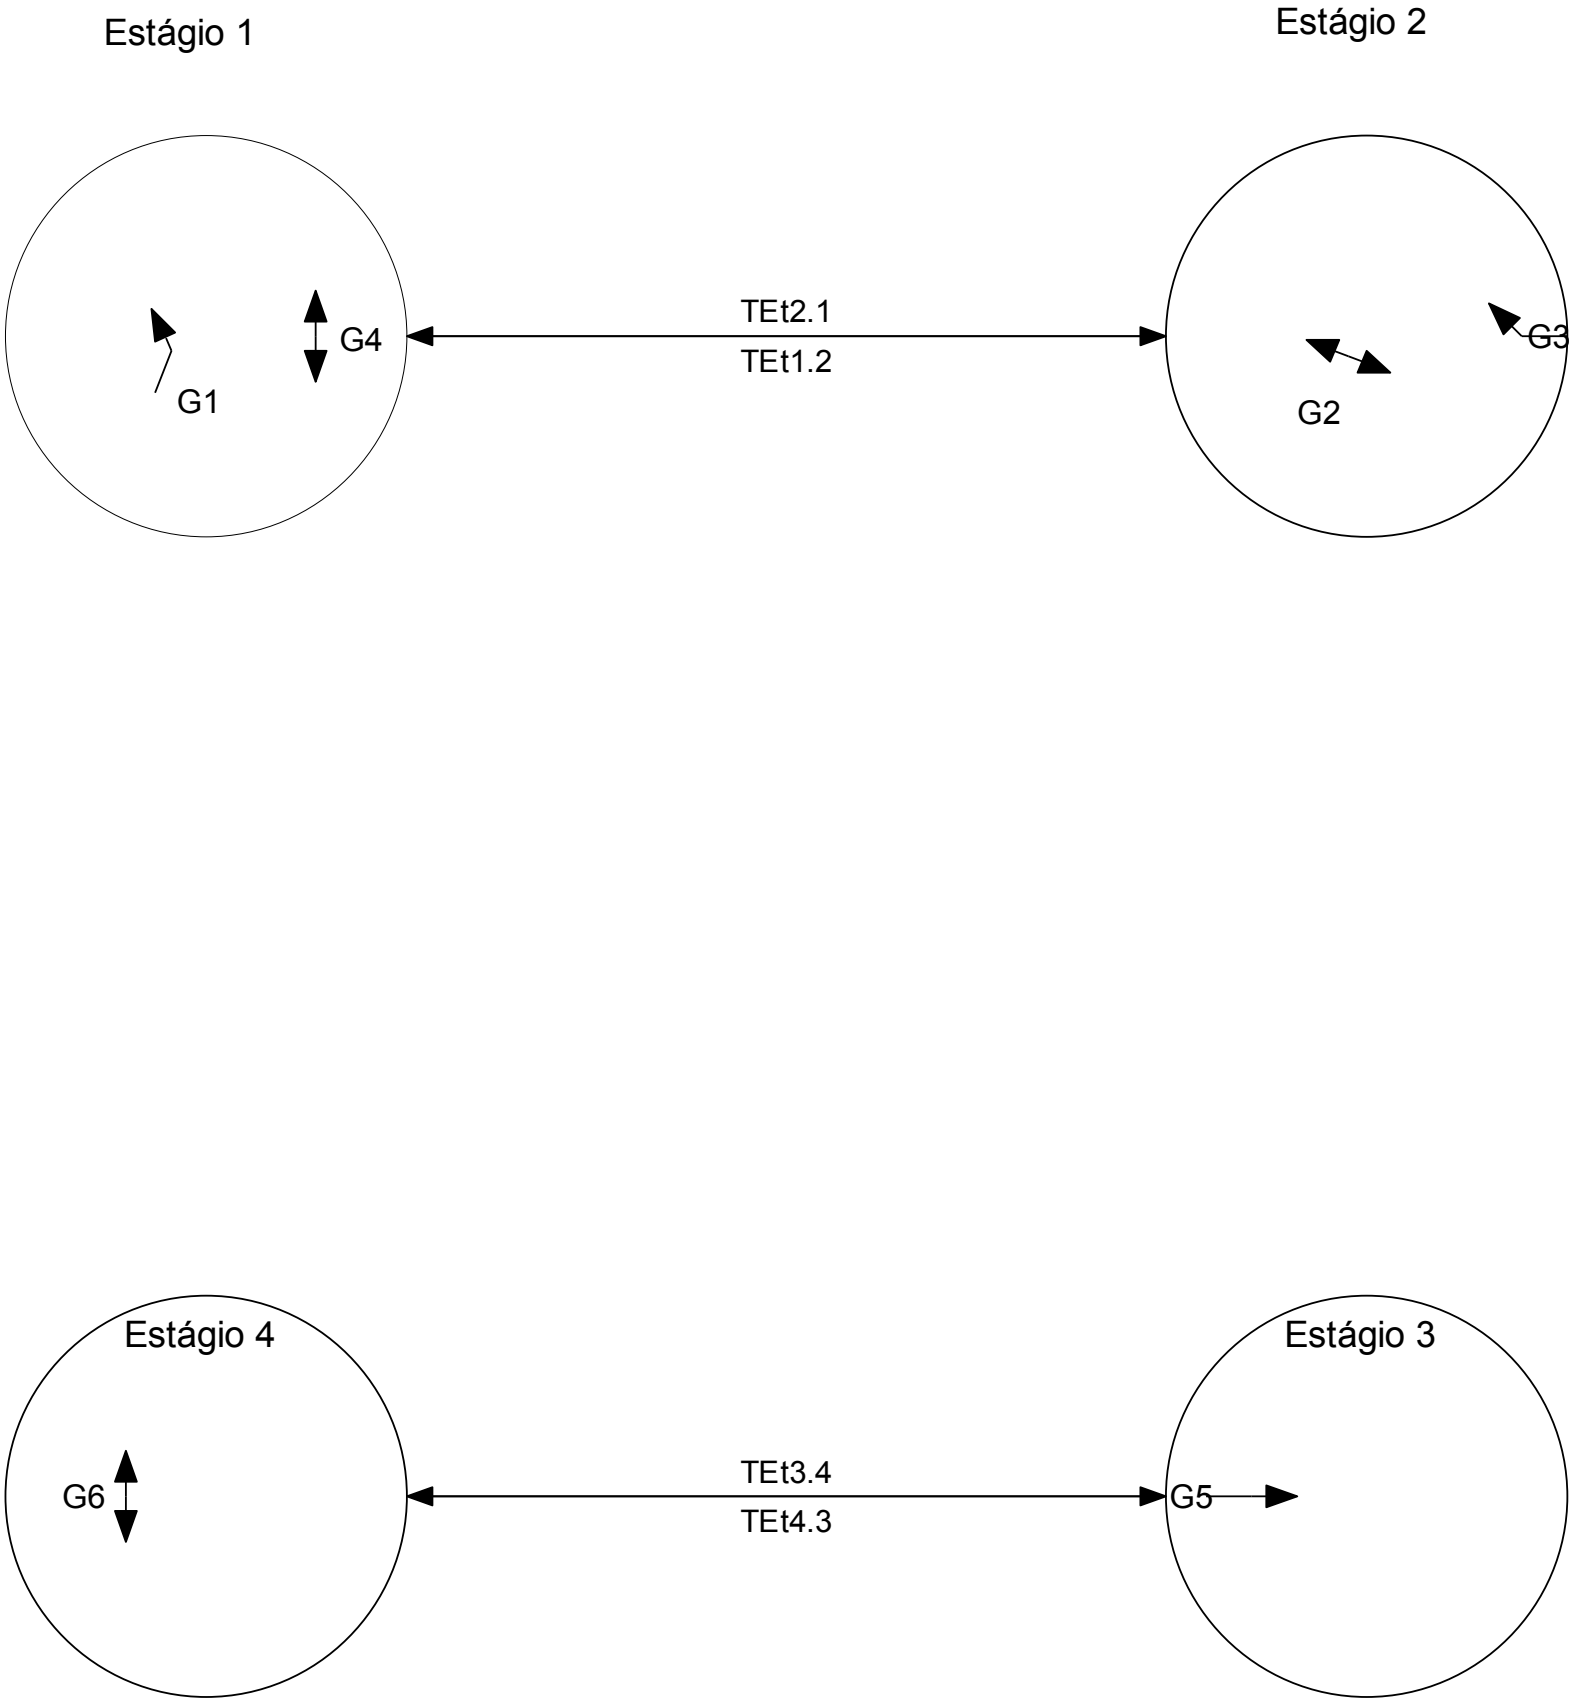 Estágio 1
Estágio 2
TEt2.1
G4
G3
TEt1.2
G1
G2
Estágio 4
Estágio 3
TEt3.4
G6
G5
TEt4.3